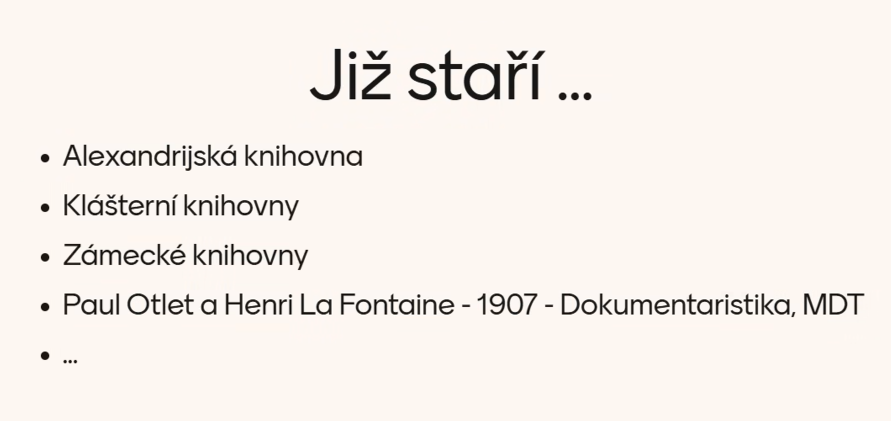 Již staří ...
• Alexandrijská knihovna
• Klášterní knihovny
• Zámecké knihovny
• Paul Otlet a Henri La Fontaine - 1907 - Dokumentaristika, MDT
• ...